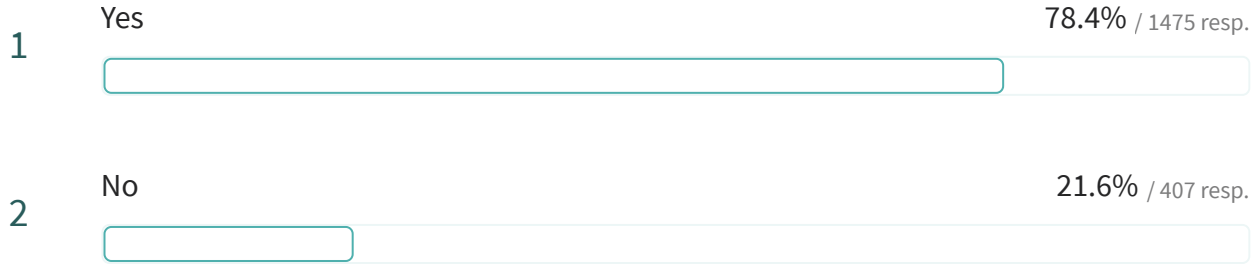 Yes 78.4% / 1475 resp.
1
No 21.6% / 407 resp.
2